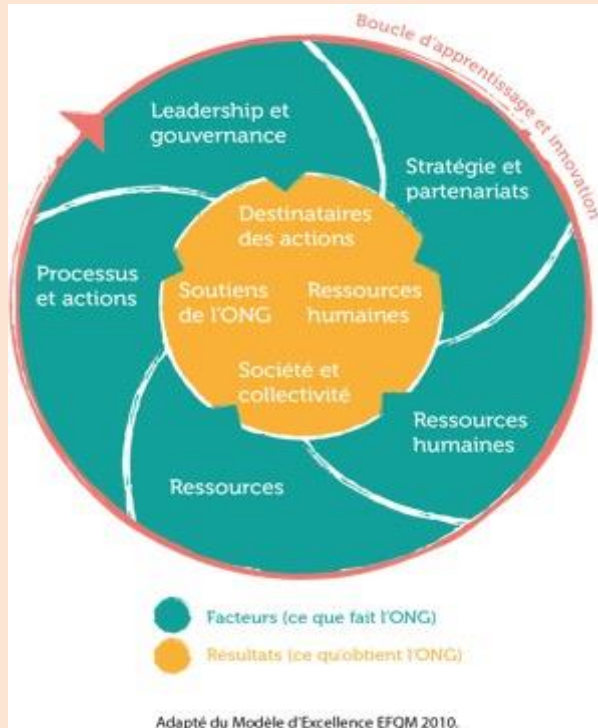 Boucle d'apprentissage et innovation
Leadership et
gouvernance
Stratégie et
partenariats
Destinataires
des actions
Processus
et actions
Soutiens
de l'ONG
Ressources
humaines
Société et
collectivité
Ressources
humaines
Ressources
Facteurs (ce que fait l'ONG)
Résultats (ce qu'obtient l'ONG)
Adapté du Modèle d'Excellence EFQM 2010.